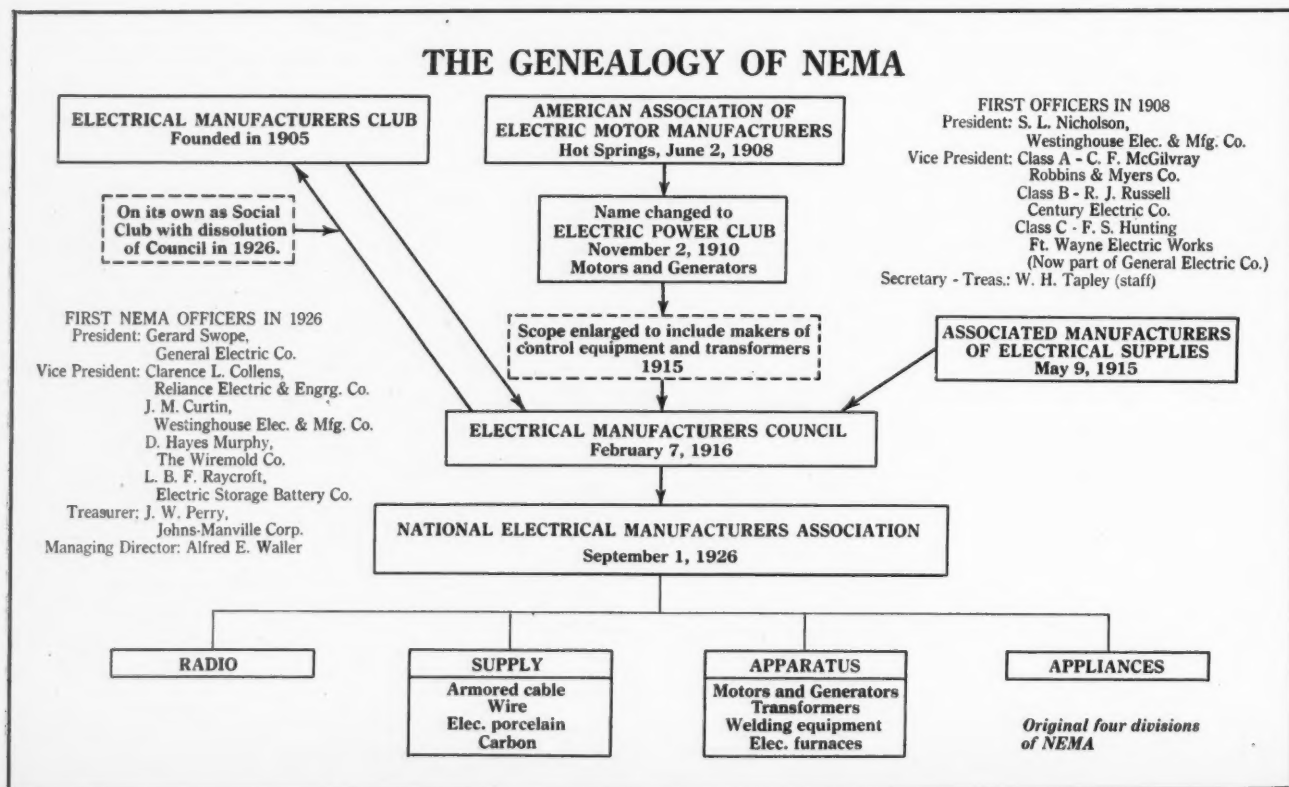 THE GENEALOGY OF NEMA
ELECTRICAL MANUFACTURERS CLUB
Founded in 1905
AMERICAN ASSOCIATION OF
ELECTRIC MOTOR MANUFACTURERS
Hot Springs, June 2, 1908
FIRST OFFICERS IN 1908
President: S. L. Nicholson,
Westinghouse Elec. & Mfg. Co.
Vice President: Class A - C. F. McGilvray
Robbins & Myers Co.
Class B - R. J. Russell
Century Electric Co.
Class C - F. S. Hunting
Ft. Wayne Electric Works
(Now part of General Electric Co.)
Secretary - Treas.: W. H. Tapley (staff)
On its own as Social
Club with dissolution
of Council in 1926.
Name changed to
ELECTRIC POWER CLUB
November 2, 1910
Motors and Generators
FIRST NEMA OFFICERS IN 1926
President: Gerard Swope,
General Electric Co.
Vice President: Clarence L. Collens,
Reliance Electric & Engrg. Co.
J. M. Curtin,
Westinghouse Elec. & Mfg. Co.
D. Hayes Murphy,
The Wiremold Co.
L. B. F. Raycroft,
Electric Storage Battery Co.
Treasurer: J. W. Perry,
Johns-Manville Corp.
Managing Director: Alfred E. Waller
Scope enlarged to include makers of
control equipment and transformers
1915
ASSOCIATED MANUFACTURERS
OF ELECTRICAL SUPPLIES
May 9, 1915
ELECTRICAL MANUFACTURERS COUNCIL
February 7, 1916
NATIONAL ELECTRICAL MANUFACTURERS ASSOCIATION
September 1, 1926
RADIO
SUPPLY
Armored cable
Wire
Elec. porcelain
Carbon
APPARATUS
Motors and Generators
Transformers
Welding equipment
Elec. furnaces
APPLIANCES
Original four divisions
of NEMA